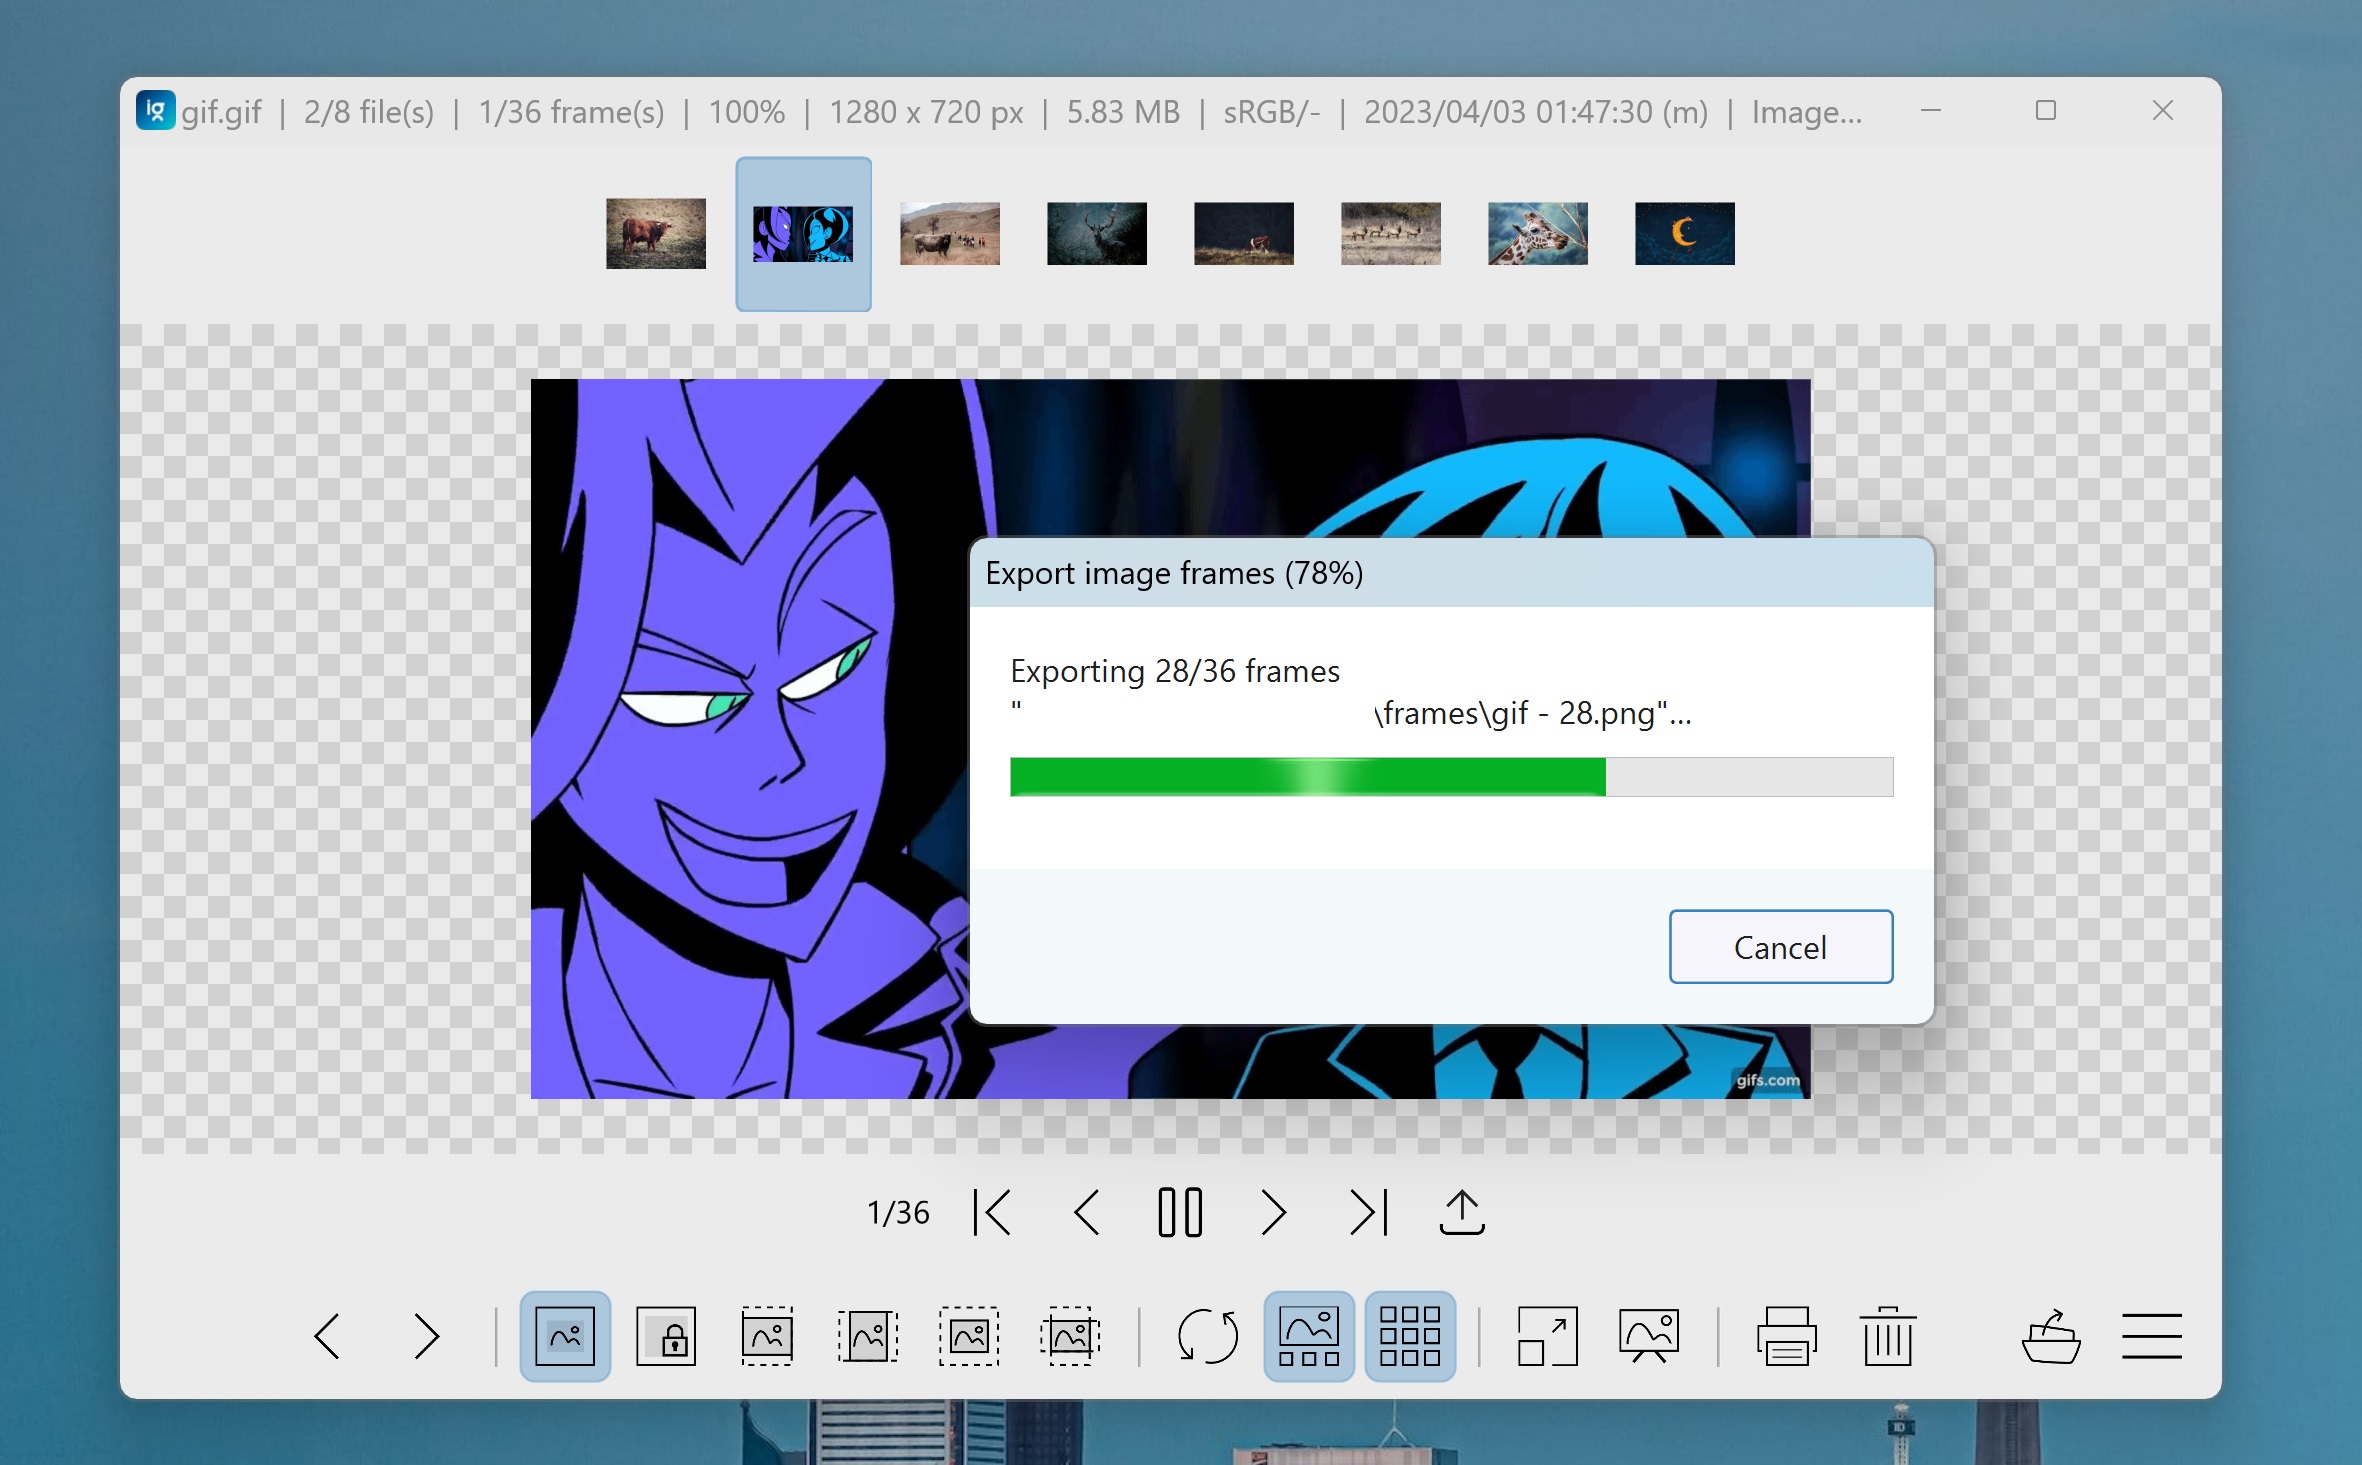 ig gif.gif | 2/8 file(s) | 1/36 frame(s) | 100% | 1280 x 720 px | 5.83 MB | sRGB/- | 2023/04/03 01:47:30 (m) | Image...
Export image frames (78%)
Exporting 28/36 frames
" \frames\gif - 28.png"...
Cancel
gifs.com
1/36